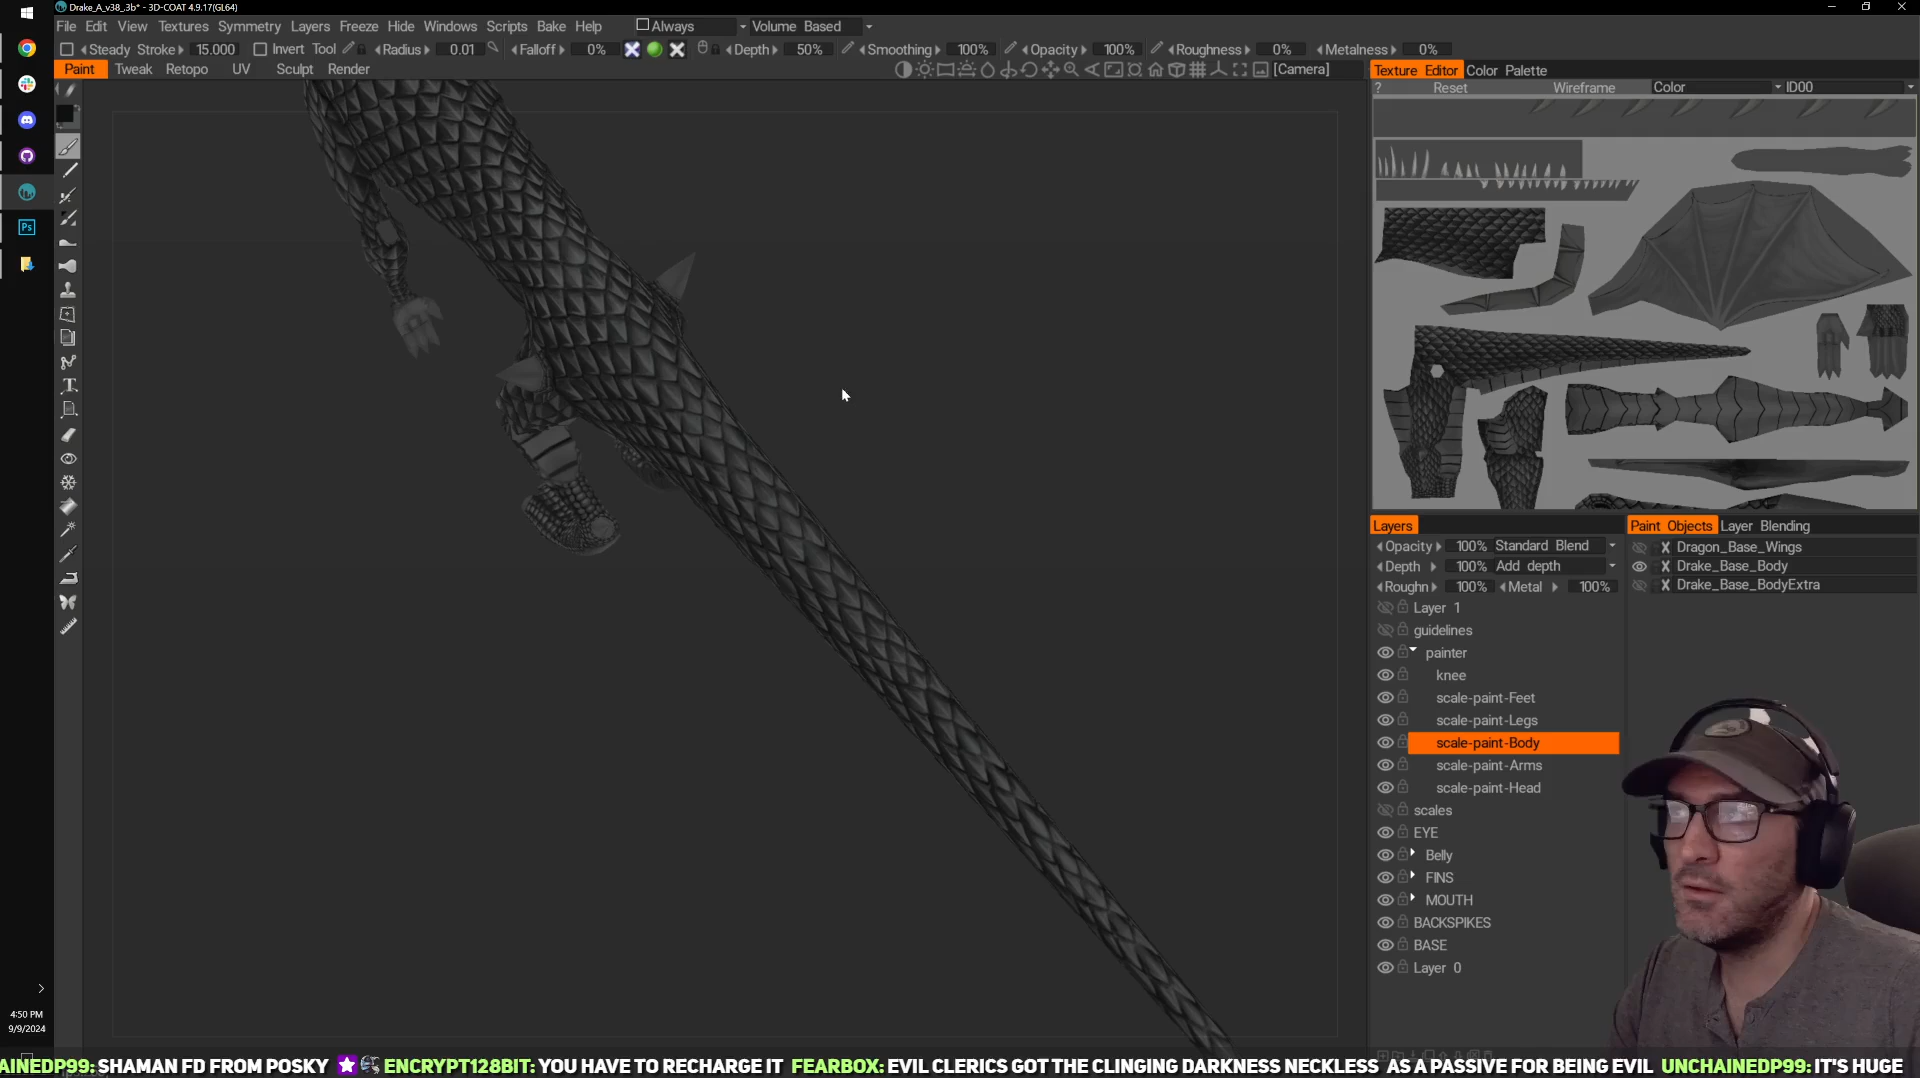 Drake_A_v38_.3b* - 3D-COAT 4.9.17(GL64)
File Edit View Textures Symmetry Layers Freeze Hide Windows Scripts Bake Help Always Volume Based
Steady Stroke 15.000 Invert Tool Radius 0.01 Falloff 0% Depth 50% Smoothing 100% Opacity 100% Roughness 0% Metalness 0%
Paint Tweak Retopo UV Sculpt Render [Camera]
Texture Editor Color Palette
? Reset Wireframe Color ID00
Layers
Opacity 100% Standard Blend
Depth 100% Add depth
Roughn 100% Metal 100%
Layer 1
guidelines
painter
knee
scale-paint-Feet
scale-paint-Legs
scale-paint-Body
scale-paint-Arms
scale-paint-Head
scales
EYE
Belly
FINS
MOUTH
BACKSPIKES
BASE
Layer 0
Paint Objects Layer Blending
Dragon_Base_Wings
Drake_Base_Body
Drake_Base_BodyExtra
Ps
4:50 PM
9/9/2024
AINEDP99: SHAMAN FD FROM POSKY ENCRYPT128BIT: YOU HAVE TO RECHARGE IT FEARBOX: EVIL CLERICS GOT THE CLINGING DARKNESS NECKLESS AS A PASSIVE FOR BEING EVIL UNCHAINEDP99: IT'S HUGE